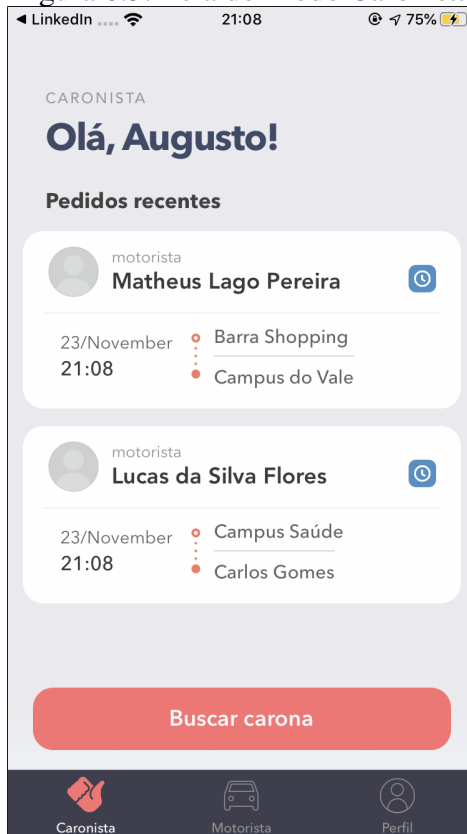 ◀ LinkedIn 21:08 75%
CARONISTA
Olá, Augusto!
Pedidos recentes
motorista
Matheus Lago Pereira
23/November
21:08
Barra Shopping
Campus do Vale
motorista
Lucas da Silva Flores
23/November
21:08
Campus Saúde
Carlos Gomes
Buscar carona
Caronista Motorista Perfil